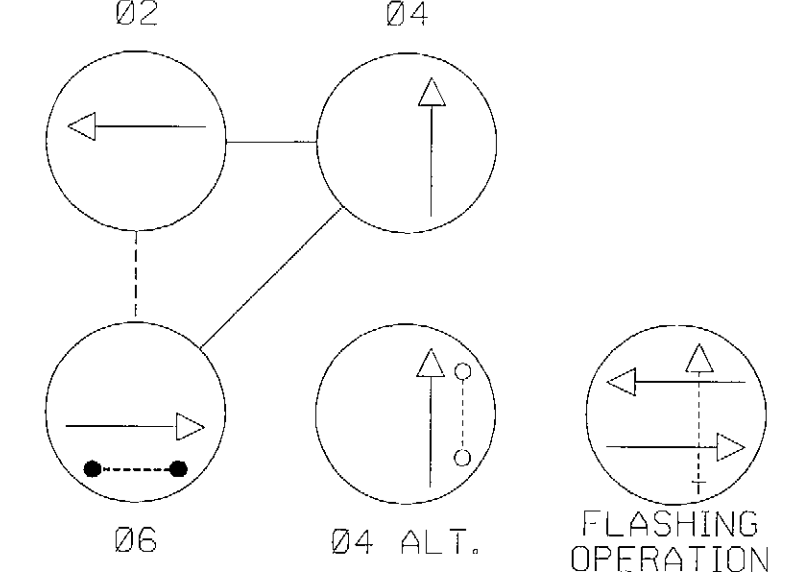 Ø2
Ø4
Ø6
Ø4 ALT.
FLASHING
OPERATION